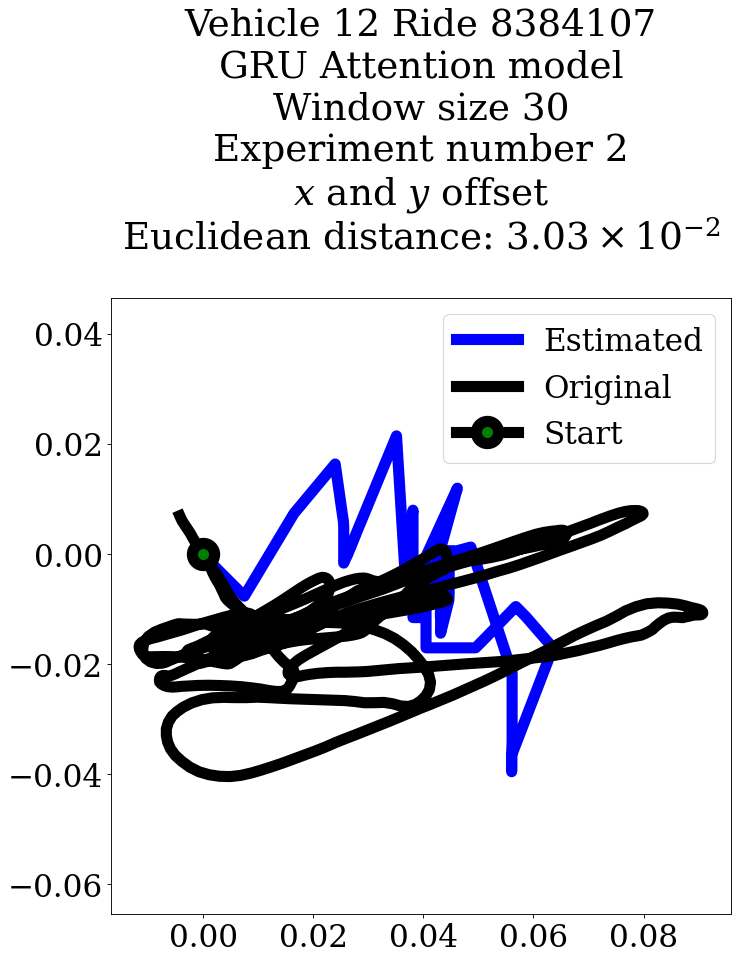 Vehicle 12 Ride 8384107
GRU Attention model
Window size 30
Experiment number 2
x and y offset
Euclidean distance: 3.03 × 10⁻²
Estimated
Original
Start
0.04
0.02
0.00
−0.02
−0.04
−0.06
0.00 0.02 0.04 0.06 0.08